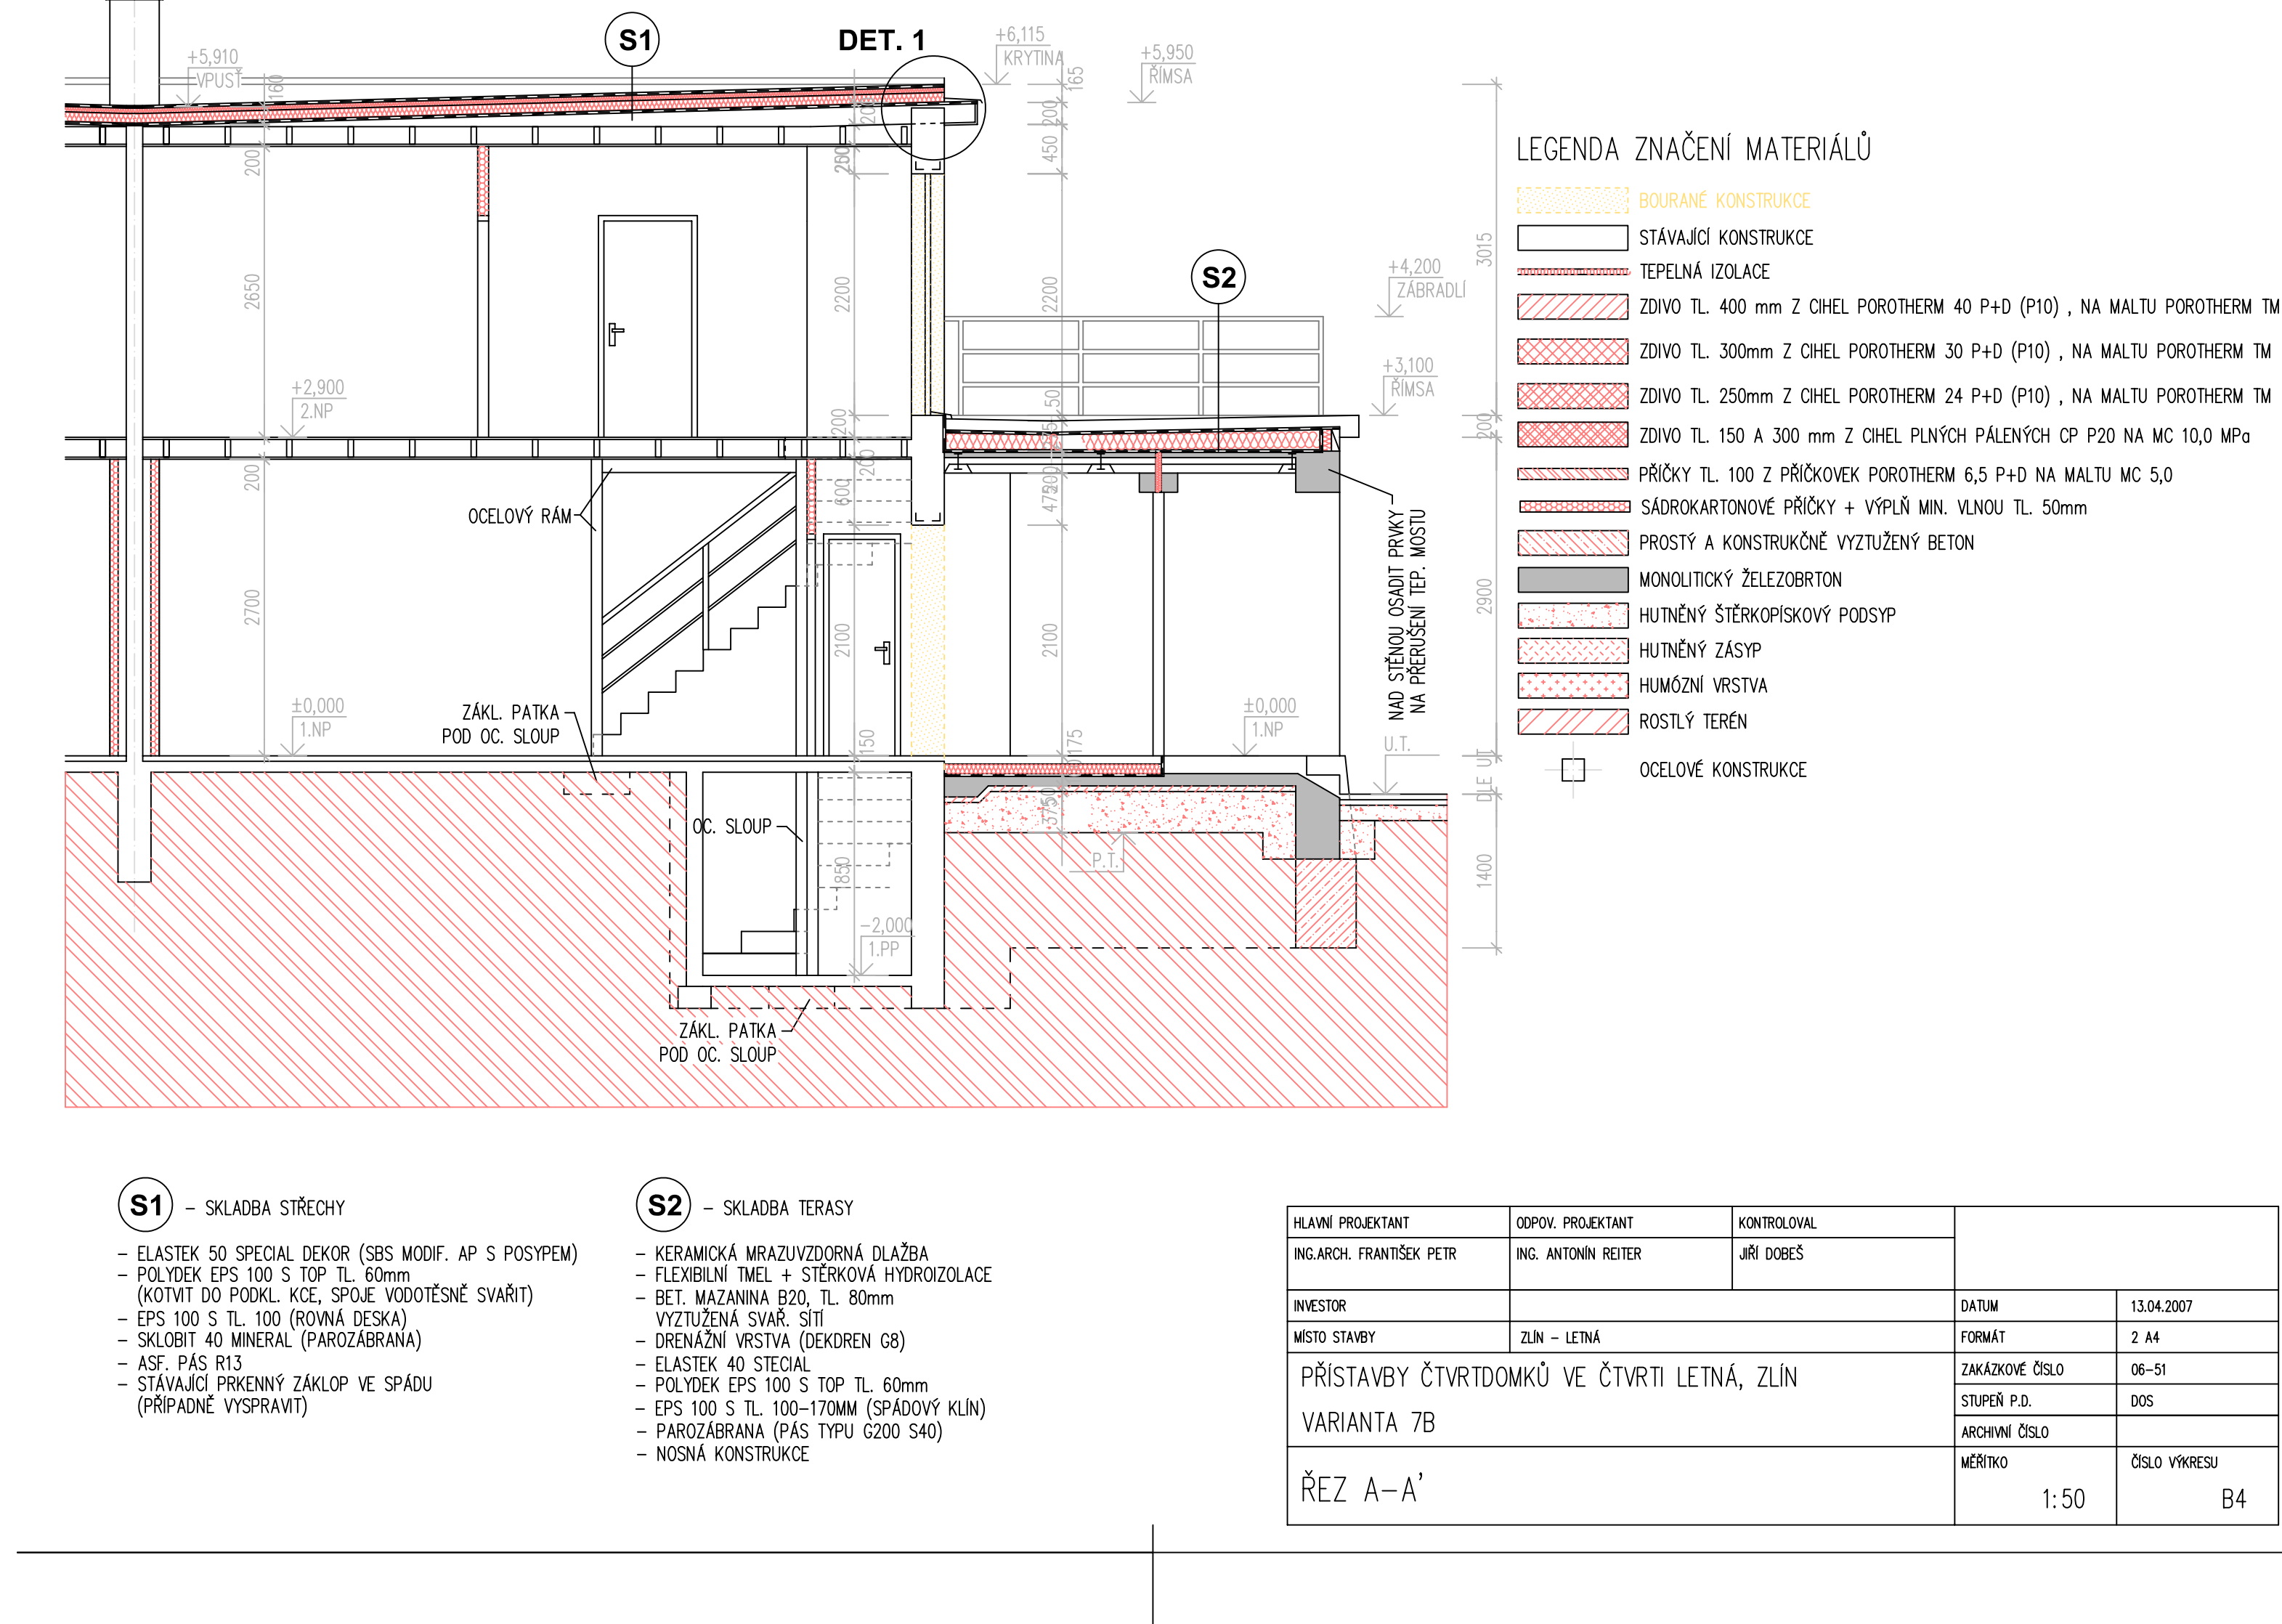 S1
DET. 1
+6,115
KRYTINA
+5,950
ŘÍMSA
+5,910
VPUSŤ
160
165
200
200
450
200
2650
2200
2200
3015
S2
+4,200
ZÁBRADLÍ
+3,100
ŘÍMSA
+2,900
2.NP
200
200
200
200
600
50
475
OCELOVÝ RÁM
2700
2100
2100
2900
NAD STĚNOU OSADIT PRVKY
NA PŘERUŠENÍ TEP. MOSTU
ZÁKL. PATKA
POD OC. SLOUP
±0,000
1.NP
±0,000
1.NP
150
175
U.T.
DLE UT
OC. SLOUP
P.T.
1850
1400
-2,000
1.PP
ZÁKL. PATKA
POD OC. SLOUP
LEGENDA ZNAČENÍ MATERIÁLŮ
BOURANÉ KONSTRUKCE
STÁVAJÍCÍ KONSTRUKCE
TEPELNÁ IZOLACE
ZDIVO TL. 400 mm Z CIHEL POROTHERM 40 P+D (P10) , NA MALTU POROTHERM TM
ZDIVO TL. 300mm Z CIHEL POROTHERM 30 P+D (P10) , NA MALTU POROTHERM TM
ZDIVO TL. 250mm Z CIHEL POROTHERM 24 P+D (P10) , NA MALTU POROTHERM TM
ZDIVO TL. 150 A 300 mm Z CIHEL PLNÝCH PÁLENÝCH CP P20 NA MC 10,0 MPa
PŘÍČKY TL. 100 Z PŘÍČKOVEK POROTHERM 6,5 P+D NA MALTU MC 5,0
SÁDROKARTONOVÉ PŘÍČKY + VÝPLŇ MIN. VLNOU TL. 50mm
PROSTÝ A KONSTRUKČNĚ VYZTUŽENÝ BETON
MONOLITICKÝ ŽELEZOBRTON
HUTNĚNÝ ŠTĚRKOPÍSKOVÝ PODSYP
HUTNĚNÝ ZÁSYP
HUMÓZNÍ VRSTVA
ROSTLÝ TERÉN
OCELOVÉ KONSTRUKCE
S1 – SKLADBA STŘECHY
– ELASTEK 50 SPECIAL DEKOR (SBS MODIF. AP S POSYPEM)
– POLYDEK EPS 100 S TOP TL. 60mm
(KOTVIT DO PODKL. KCE, SPOJE VODOTĚSNĚ SVAŘIT)
– EPS 100 S TL. 100 (ROVNÁ DESKA)
– SKLOBIT 40 MINERAL (PAROZÁBRANA)
– ASF. PÁS R13
– STÁVAJÍCÍ PRKENNÝ ZÁKLOP VE SPÁDU
(PŘÍPADNĚ VYSPRAVIT)
S2 – SKLADBA TERASY
– KERAMICKÁ MRAZUVZDORNÁ DLAŽBA
– FLEXIBILNÍ TMEL + STĚRKOVÁ HYDROIZOLACE
– BET. MAZANINA B20, TL. 80mm
VYZTUŽENÁ SVAŘ. SÍTÍ
– DRENÁŽNÍ VRSTVA (DEKDREN G8)
– ELASTEK 40 STECIAL
– POLYDEK EPS 100 S TOP TL. 60mm
– EPS 100 S TL. 100–170MM (SPÁDOVÝ KLÍN)
– PAROZÁBRANA (PÁS TYPU G200 S40)
– NOSNÁ KONSTRUKCE
HLAVNÍ PROJEKTANT ODPOV. PROJEKTANT KONTROLOVAL
ING.ARCH. FRANTIŠEK PETR ING. ANTONÍN REITER JIŘÍ DOBEŠ
INVESTOR DATUM 13.04.2007
MÍSTO STAVBY ZLÍN – LETNÁ FORMÁT 2 A4
PŘÍSTAVBY ČTVRTDOMKŮ VE ČTVRTI LETNÁ, ZLÍN
VARIANTA 7B
ZAKÁZKOVÉ ČÍSLO 06–51
STUPEŇ P.D. DOS
ARCHIVNÍ ČÍSLO
ŘEZ A–A'
MĚŘÍTKO ČÍSLO VÝKRESU
1:50 B4